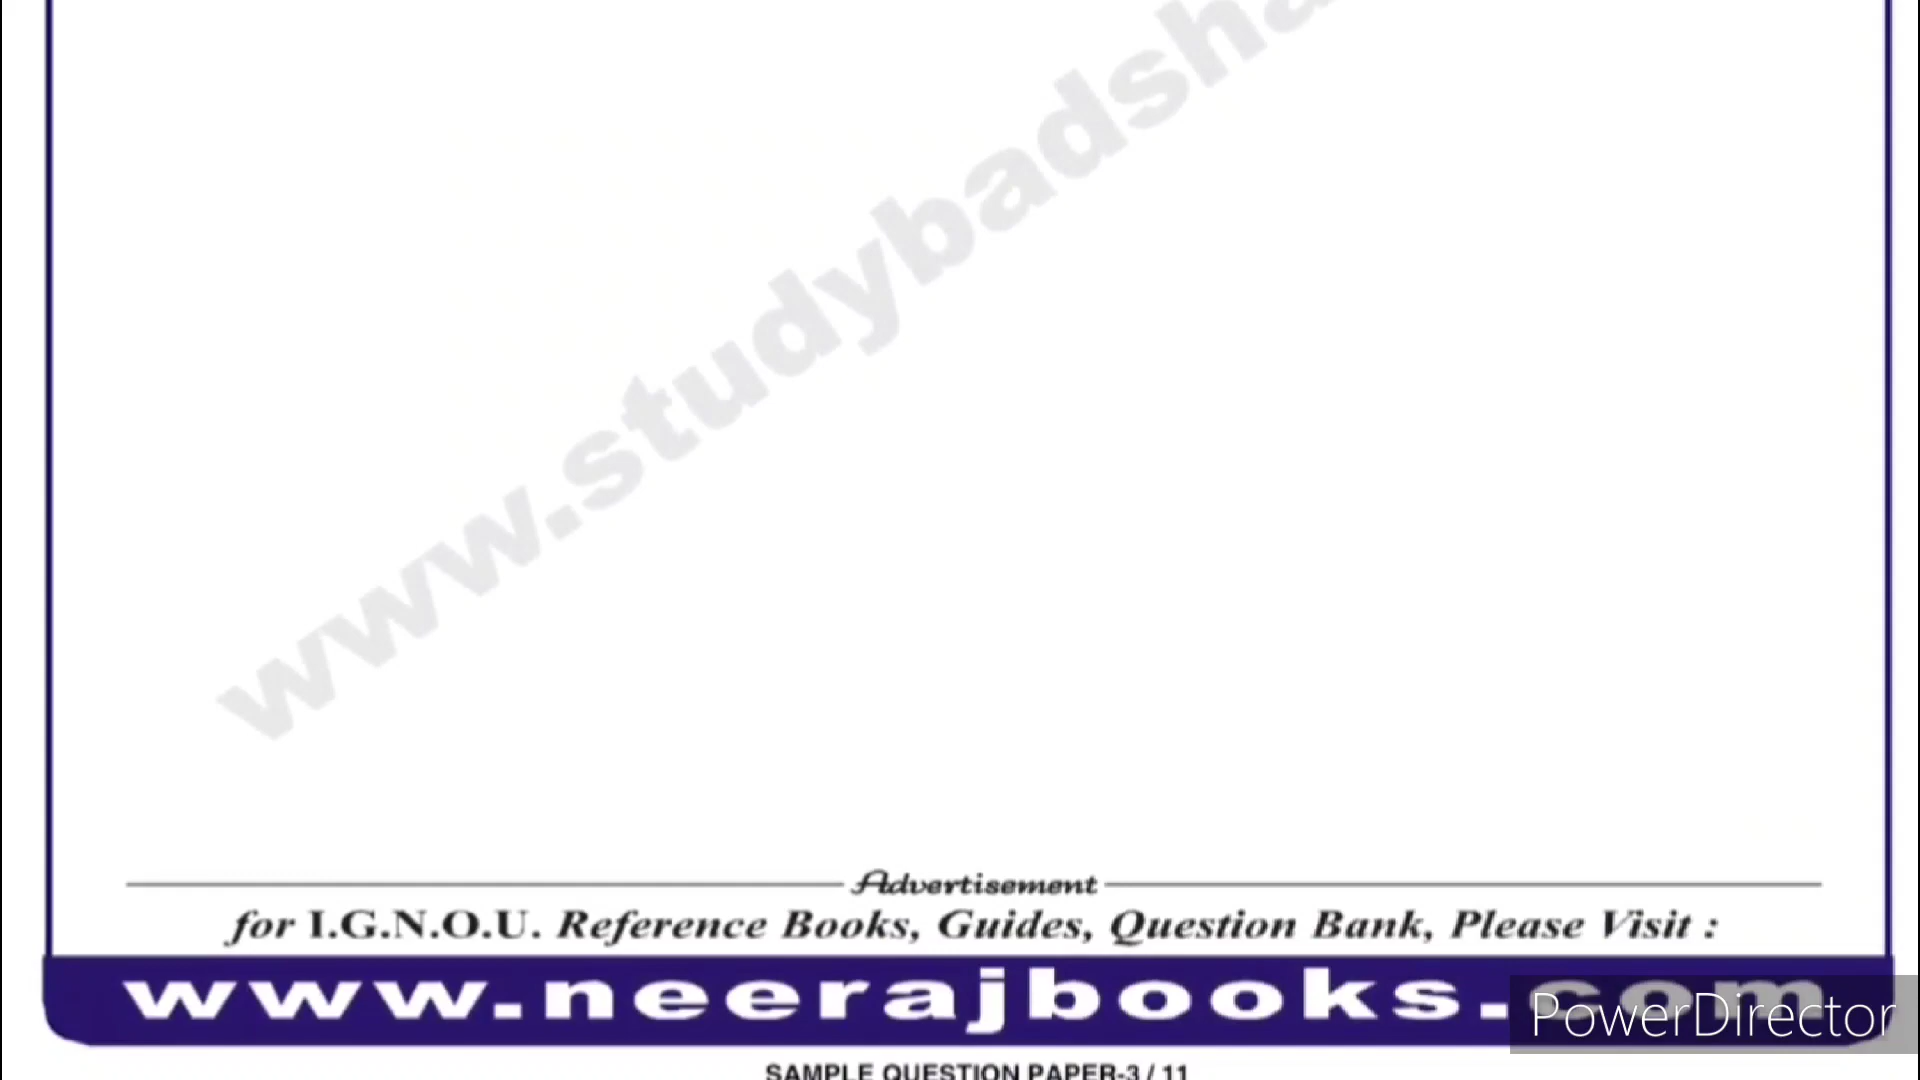 www.studybadsha
Advertisement
for I.G.N.O.U. Reference Books, Guides, Question Bank, Please Visit :
www.neerajbooks.com
PowerDirector
SAMPLE QUESTION PAPER-3 / 11